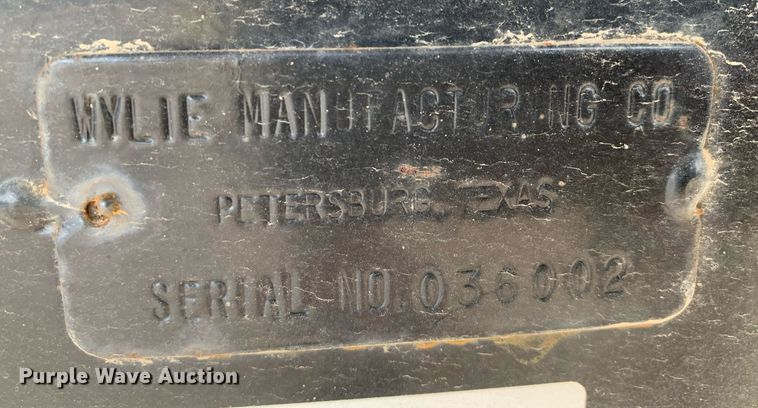 WYLIE MANUFACTURING CO.
PETERSBURG, TEXAS
SERIAL NO. 036002
Purple Wave Auction